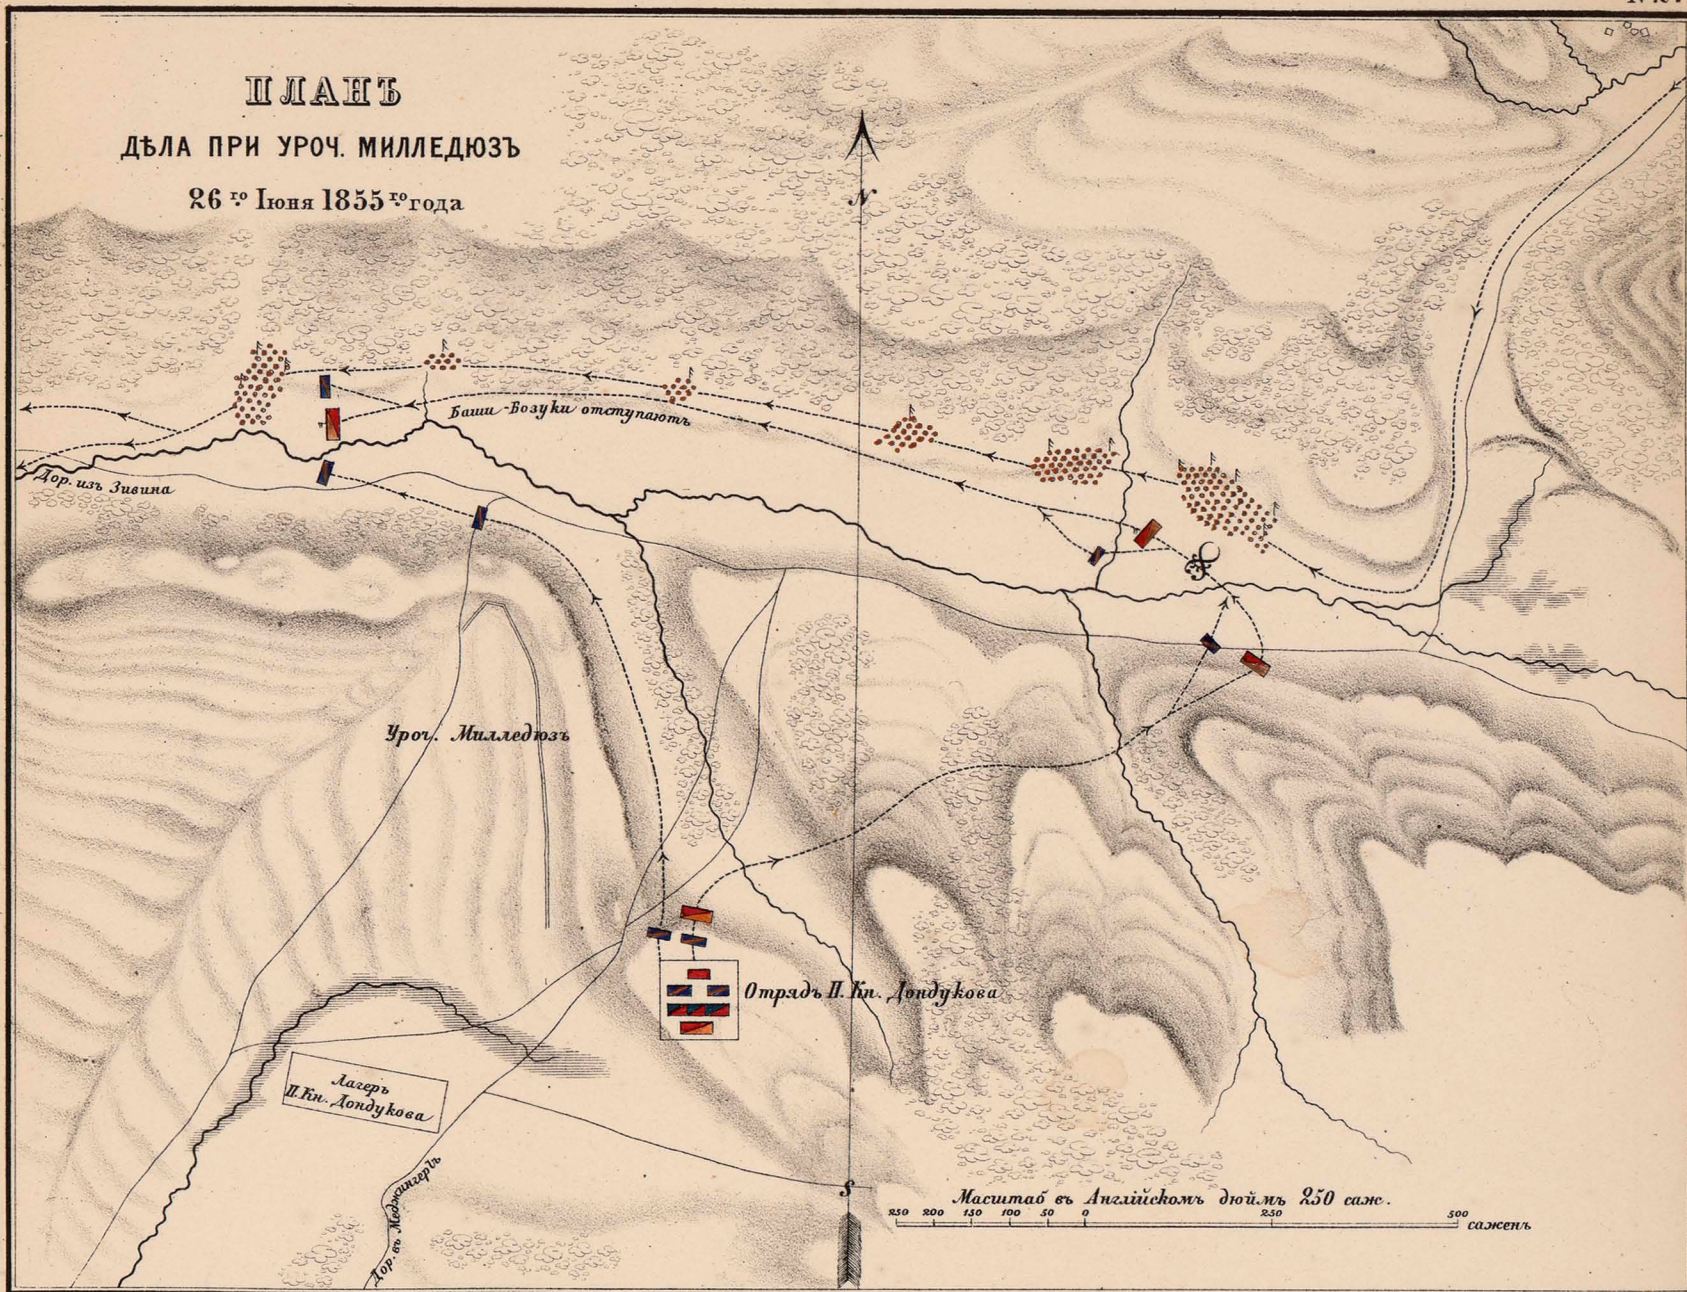 ПЛАНЪ
ДѢЛА ПРИ УРОЧ. МИЛЛЕДЮЗЪ
26го Іюня 1855го года
N
Баши-Бозуки отступаютъ
Дор. изъ Зивина
Уроч. Милледюзъ
Отрядъ П. Кн. Дондукова
Лагерь
П. Кн. Дондукова
Дор. въ Меджингертъ
S
Масштаб въ Англійскомъ дюймѣ 250 саж.
250 200 150 100 50 0 250 500 саженъ